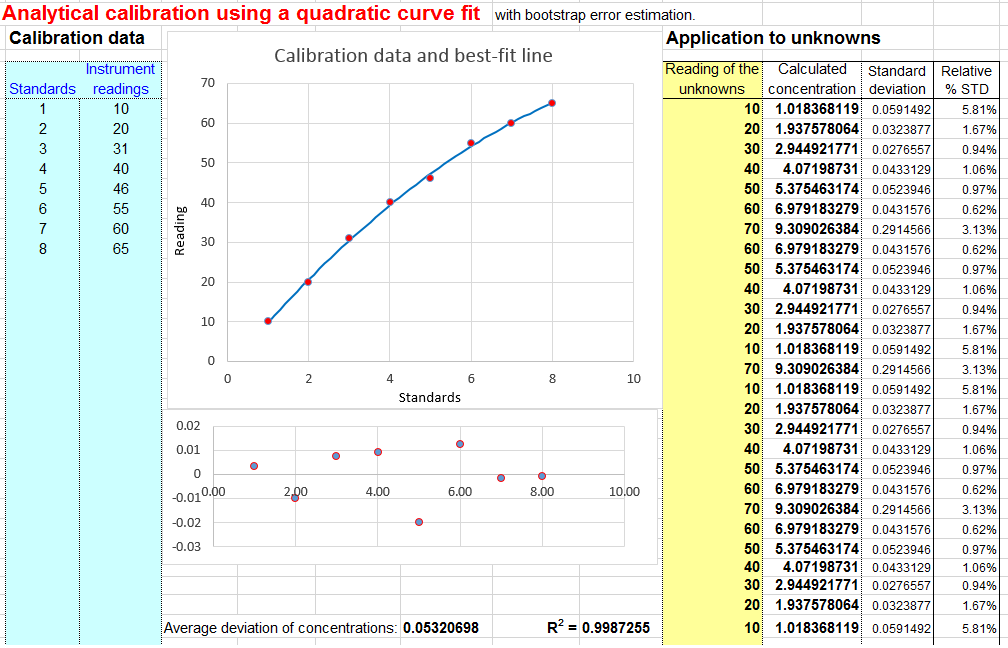 Analytical calibration using a quadratic curve fit with bootstrap error estimation.
Calibration data
Standards Instrument readings
1 10
2 20
3 31
4 40
5 46
6 55
7 60
8 65
Calibration data and best-fit line
Reading
70
60
50
40
30
20
10
0
0 2 4 6 8 10
Standards
0.02
0.01
0
-0.01
-0.02
-0.03
0.00 2.00 4.00 6.00 8.00 10.00
Average deviation of concentrations: 0.05320698 R² = 0.9987255
Application to unknowns
Reading of the unknowns Calculated concentration Standard deviation Relative % STD
10 1.018368119 0.0591492 5.81%
20 1.937578064 0.0323877 1.67%
30 2.944921771 0.0276557 0.94%
40 4.07198731 0.0433129 1.06%
50 5.375463174 0.0523946 0.97%
60 6.979183279 0.0431576 0.62%
70 9.309026384 0.2914566 3.13%
60 6.979183279 0.0431576 0.62%
50 5.375463174 0.0523946 0.97%
40 4.07198731 0.0433129 1.06%
30 2.944921771 0.0276557 0.94%
20 1.937578064 0.0323877 1.67%
10 1.018368119 0.0591492 5.81%
70 9.309026384 0.2914566 3.13%
10 1.018368119 0.0591492 5.81%
20 1.937578064 0.0323877 1.67%
30 2.944921771 0.0276557 0.94%
40 4.07198731 0.0433129 1.06%
50 5.375463174 0.0523946 0.97%
60 6.979183279 0.0431576 0.62%
70 9.309026384 0.2914566 3.13%
60 6.979183279 0.0431576 0.62%
50 5.375463174 0.0523946 0.97%
40 4.07198731 0.0433129 1.06%
30 2.944921771 0.0276557 0.94%
20 1.937578064 0.0323877 1.67%
10 1.018368119 0.0591492 5.81%